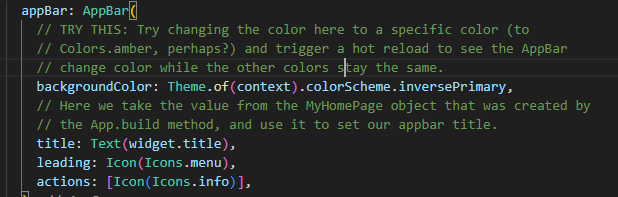 appBar: AppBar(
// TRY THIS: Try changing the color here to a specific color (to
// Colors.amber, perhaps?) and trigger a hot reload to see the AppBar
// change color while the other colors stay the same.
backgroundColor: Theme.of(context).colorScheme.inversePrimary,
// Here we take the value from the MyHomePage object that was created by
// the App.build method, and use it to set our appbar title.
title: Text(widget.title),
leading: Icon(Icons.menu),
actions: [Icon(Icons.info)],